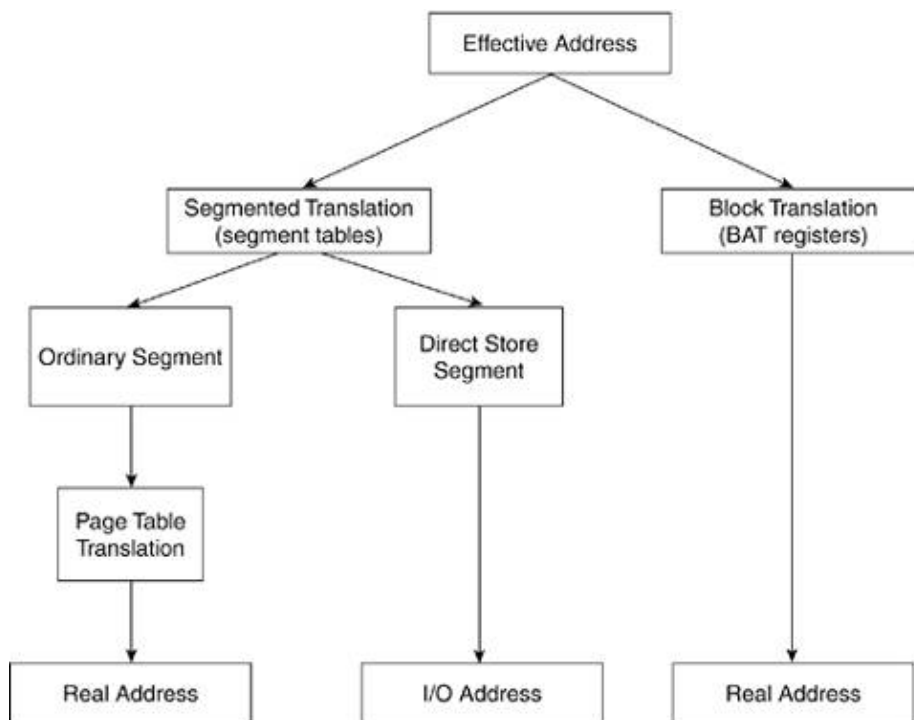 Effective Address
Segmented Translation
(segment tables)
Block Translation
(BAT registers)
Ordinary Segment
Direct Store
Segment
Page Table
Translation
Real Address
I/O Address
Real Address